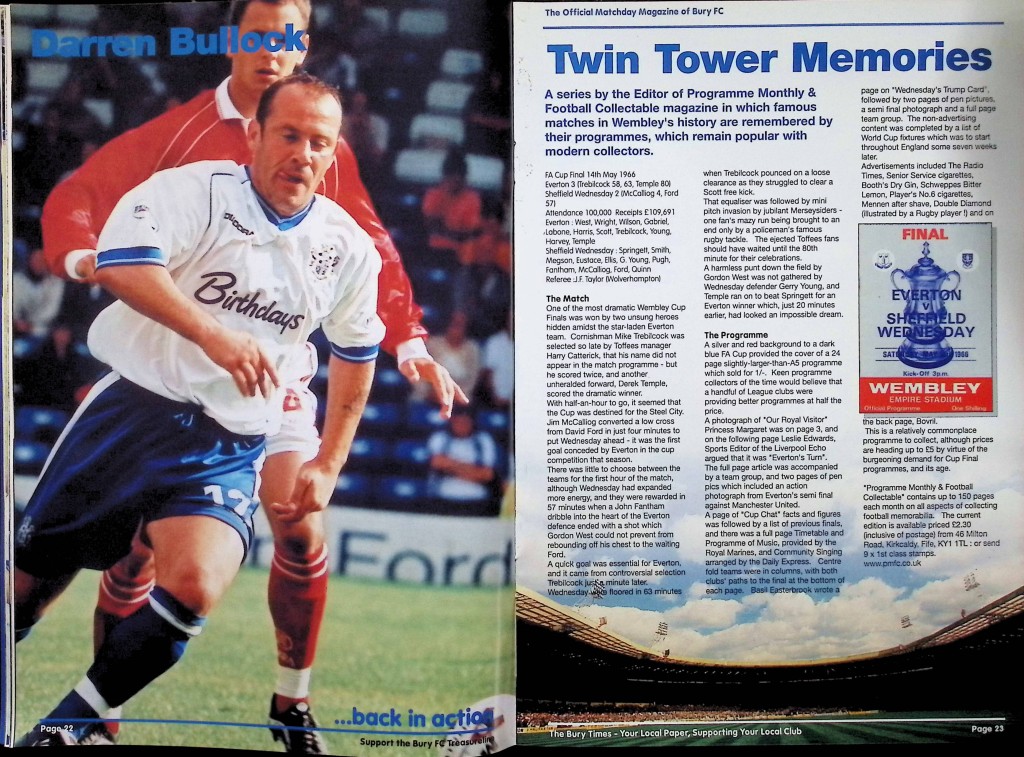 Darren Bullock
Birthdays
17
Ford
...back in action
Page 22
Support the Bury FC Treasureline
The Official Matchday Magazine of Bury FC
Twin Tower Memories
A series by the Editor of Programme Monthly &
Football Collectable magazine in which famous
matches in Wembley's history are remembered by
their programmes, which remain popular with
modern collectors.
FA Cup Final 14th May 1966
Everton 3 (Trebilcock 58, 63, Temple 80)
Sheffield Wednesday 2 (McCalliog 4, Ford
57)
Attendance 100,000 Receipts £109,691
Everton : West, Wright, Wilson, Gabriel,
Labone, Harris, Scott, Trebilcock, Young,
Harvey, Temple
Sheffield Wednesday : Springett, Smith,
Megson, Eustace, Ellis, G. Young, Pugh,
Fantham, McCalliog, Ford, Quinn
Referee :J.F. Taylor (Wolverhampton)
The Match
One of the most dramatic Wembley Cup
Finals was won by two unsung heroes
hidden amidst the star-laden Everton
team. Cornishman Mike Trebilcock was
selected so late by Toffees manager
Harry Catterick, that his name did not
appear in the match programme - but
he scored twice, and another
unheralded forward, Derek Temple,
scored the dramatic winner.
With half-an-hour to go, it seemed that
the Cup was destined for the Steel City.
Jim McCalliog converted a low cross
from David Ford in just four minutes to
put Wednesday ahead - it was the first
goal conceded by Everton in the cup
competition that season.
There was little to choose between the
teams for the first hour of the match,
although Wednesday had expanded
more energy, and they were rewarded in
57 minutes when a John Fantham
dribble into the heart of the Everton
defence ended with a shot which
Gordon West could not prevent from
rebounding off his chest to the waiting
Ford.
A quick goal was essential for Everton,
and it came from controversial selection
Trebilcock just a minute later.
Wednesday were floored in 63 minutes
when Trebilcock pounced on a loose
clearance as they struggled to clear a
Scott free kick.
That equaliser was followed by mini
pitch invasion by jubilant Merseysiders -
one fan's mazy run being brought to an
end only by a policeman's famous
rugby tackle. The ejected Toffees fans
should have waited until the 80th
minute for their celebrations.
A harmless punt down the field by
Gordon West was not gathered by
Wednesday defender Gerry Young, and
Temple ran on to beat Springett for an
Everton winner which, just 20 minutes
earlier, had looked an impossible dream.
The Programme
A silver and red background to a dark
blue FA Cup provided the cover of a 24
page slightly-larger-than-A5 programme
which sold for 1/-. Keen programme
collectors of the time would believe that
a handful of League clubs were
providing better programmes at half the
price.
A photograph of "Our Royal Visitor"
Princess Margaret was on page 3, and
on the following page Leslie Edwards,
Sports Editor of the Liverpool Echo
argued that it was "Everton's Turn".
The full page article was accompanied
by a team group, and two pages of pen
pics which included an action
photograph from Everton's semi final
against Manchester United.
A page of "Cup Chat" facts and figures
was followed by a list of previous finals,
and there was a full page Timetable and
Programme of Music, provided by the
Royal Marines, and Community Singing
arranged by the Daily Express. Centre
fold teams were in columns, with both
clubs' paths to the final at the bottom of
each page. Basil Easterbrook wrote a
page on "Wednesday's Trump Card",
followed by two pages of pen pictures,
a semi final photograph and a full page
team group. The non-advertising
content was completed by a list of
World Cup fixtures which was to start
throughout England some seven weeks
later.
Advertisements included The Radio
Times, Senior Service cigarettes,
Booth's Dry Gin, Schweppes Bitter
Lemon, Player's No.6 cigarettes,
Mennen after shave, Double Diamond
(illustrated by a Rugby player !) and on
FINAL
EVERTON
V
SHEFFIELD
WEDNESDAY
SATURDAY, MAY 1966
Kick-Off 3p.m.
WEMBLEY
EMPIRE STADIUM
Official Programme One Shilling
the back page, Bovril.
This is a relatively commonplace
programme to collect, although prices
are heading up to £5 by virtue of the
burgeoning demand for Cup Final
programmes, and its age.
"Programme Monthly & Football
Collectable" contains up to 150 pages
each month on all aspects of collecting
football memorabilia. The current
edition is available priced £2.30
(inclusive of postage) from 46 Milton
Road, Kirkcaldy, Fife, KY1 1TL : or send
9 x 1st class stamps.
www.pmfc.co.uk
The Bury Times - Your Local Paper, Supporting Your Local Club
Page 23